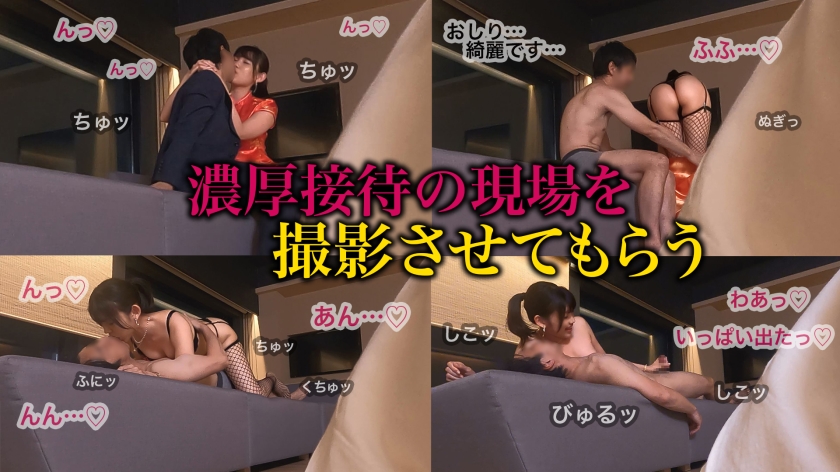 んっ♡
んっ♡
んっ♡
ちゅッ
ちゅッ
おしり…
綺麗です…
ふふ…♡
ぬぎっ
濃厚接待の現場を
撮影させてもらう
んっ♡
あん…♡
ちゅッ
ふにッ
くちゅッ
んん…♡
わあっ♡
いっぱい出たっ♡
しこッ
しこッ
びゅるッ